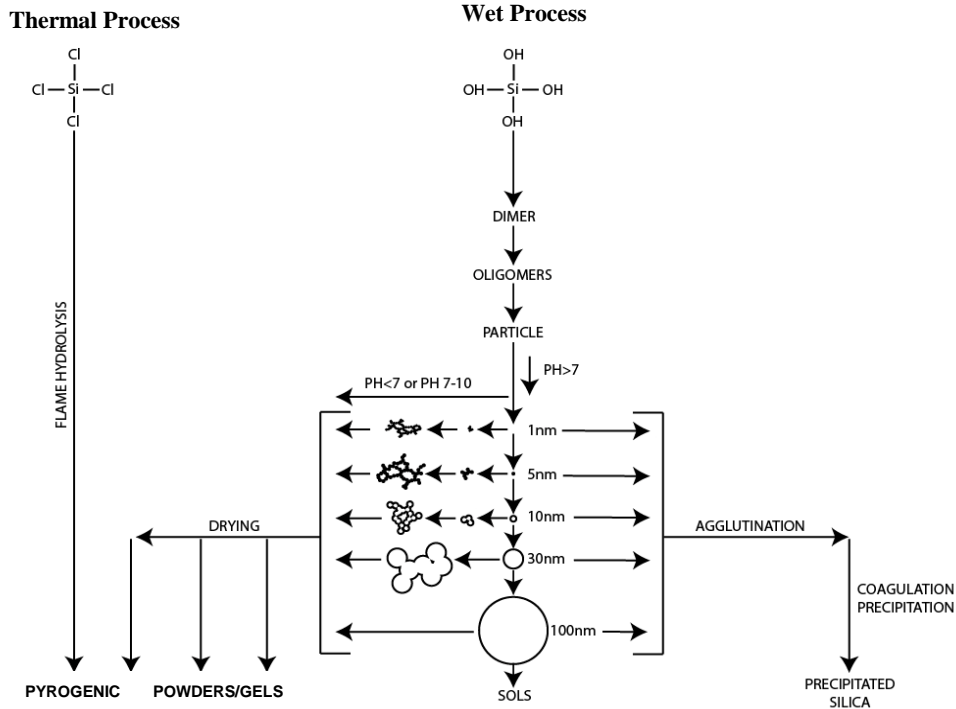 Thermal Process
Wet Process
Cl
Cl Si Cl
Cl
OH
OH Si OH
OH
DIMER
OLIGOMERS
PARTICLE
FLAME HYDROLYSIS
PH<7 or PH 7-10
PH>7
1nm
5nm
10nm
30nm
100nm
DRYING
AGGLUTINATION
COAGULATION
PRECIPITATION
PYROGENIC
POWDERS/GELS
SOLS
PRECIPITATED
SILICA